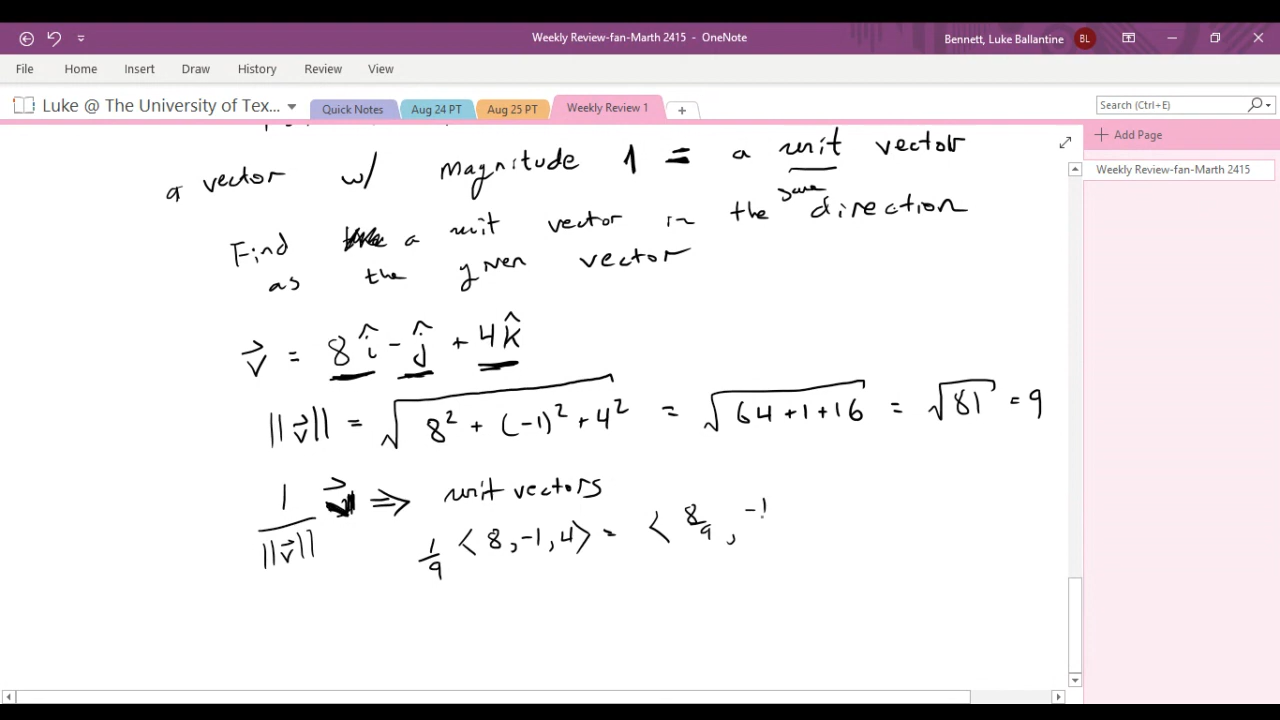 Weekly Review-fan-Marth 2415 - OneNote
Bennett, Luke Ballantine
BL
File Home Insert Draw History Review View
Luke @ The University of Tex... Quick Notes Aug 24 PT Aug 25 PT Weekly Review 1
Search (Ctrl+E)
Add Page
Weekly Review-fan-Marth 2415
a vector w/ magnitude 1 = a unit vector
Find a unit vector in the same direction
as the given vector
v⃗ = 8î - ĵ + 4k̂
||v⃗|| = √(8² + (-1)² + 4²) = √(64+1+16) = √81 = 9
1/||v⃗|| v⃗ ⇒ unit vectors
1/9 <8, -1, 4> = < 8/9, -1